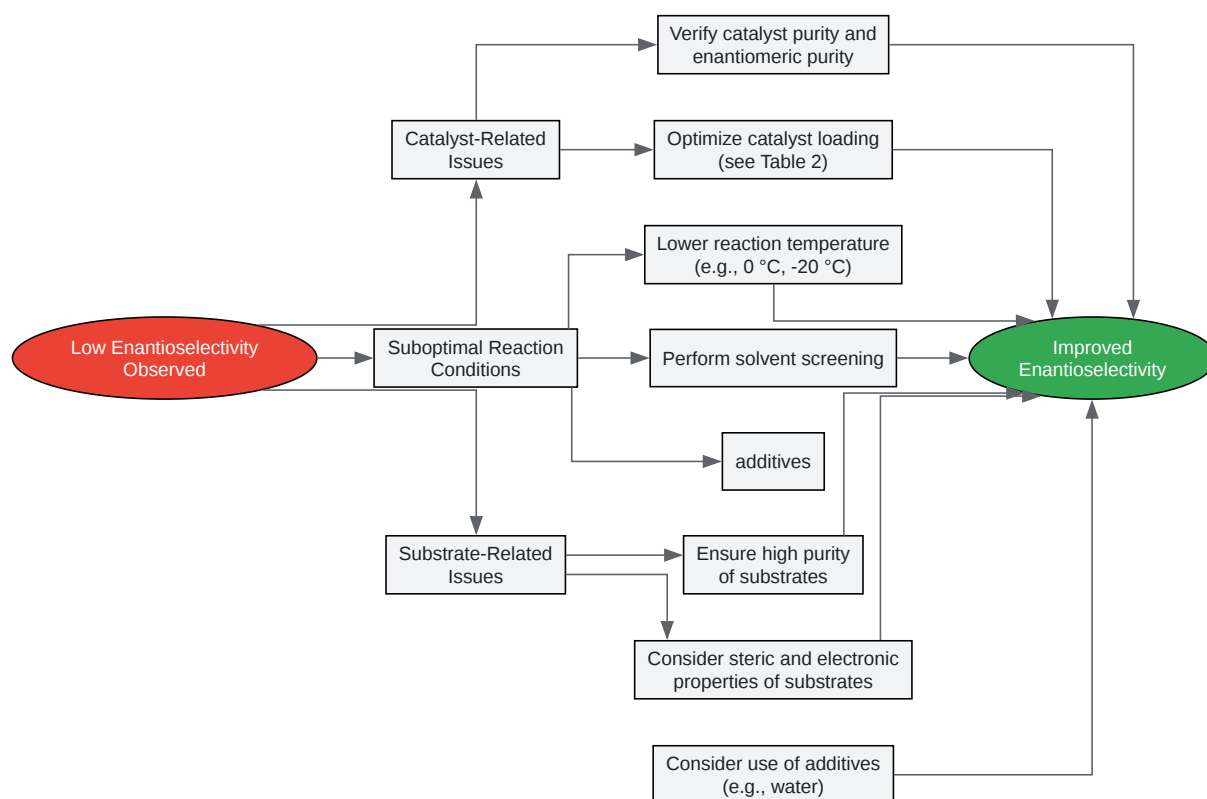 Verify catalyst purity and
enantiomeric purity
Catalyst-Related
Issues
Optimize catalyst loading
(see Table 2)
Lower reaction temperature
(e.g., 0 °C, -20 °C)
Low Enantioselectivity
Observed
Suboptimal Reaction
Conditions
Perform solvent screening
Improved
Enantioselectivity
additives
Substrate-Related
Issues
Ensure high purity
of substrates
Consider steric and electronic
properties of substrates
Consider use of additives
(e.g., water)